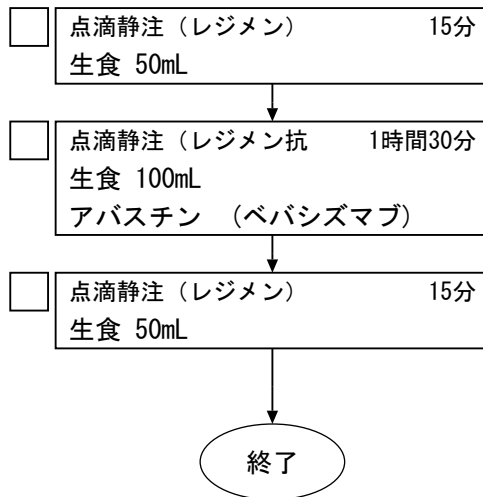 点滴静注（レジメン） 15分
生食 50mL
点滴静注（レジメン抗 1時間30分
生食 100mL
アバスチン （ベバシズマブ）
点滴静注（レジメン） 15分
生食 50mL
終了